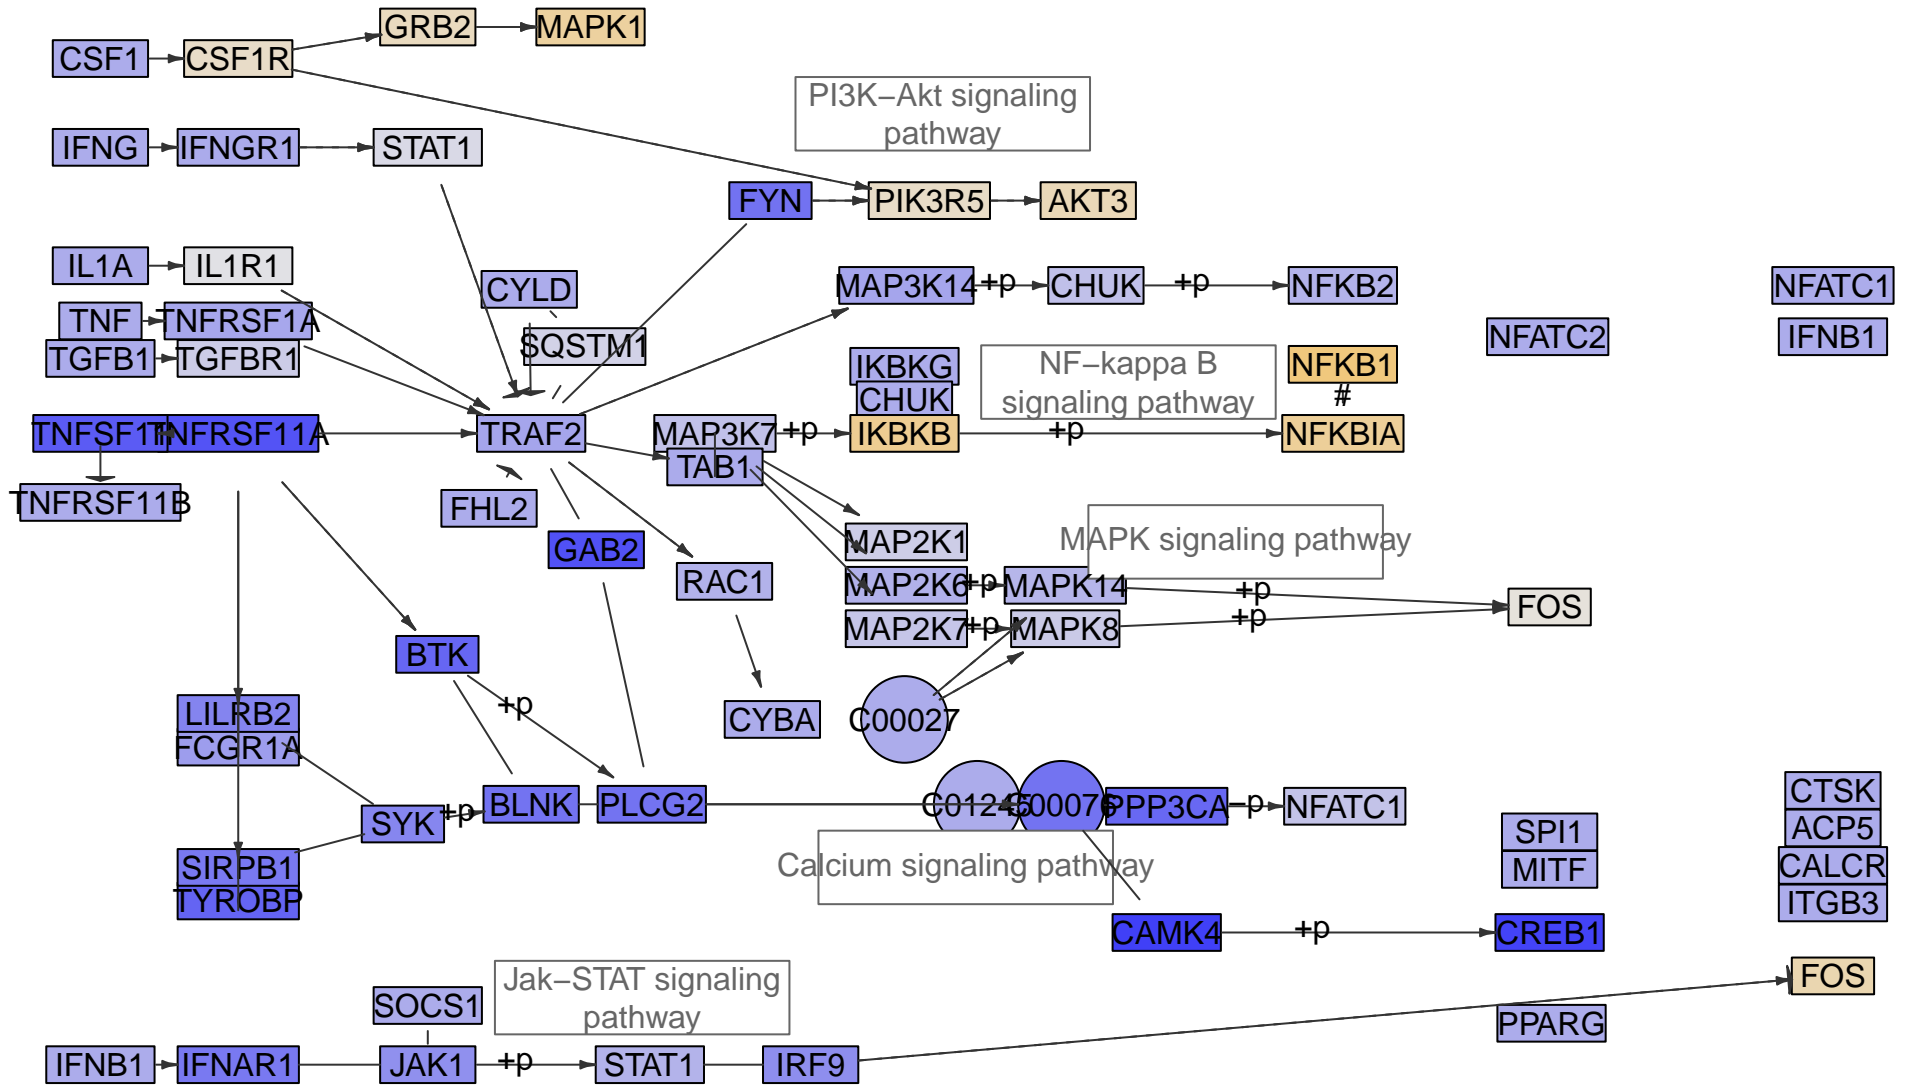 GRB2
MAPK1
CSF1
CSF1R
PI3K–Akt signaling
pathway
IFNG
IFNGR1
STAT1
FYN
PIK3R5
AKT3
IL1A
IL1R1
CYLD
MAP3K14
+p
CHUK
+p
NFKB2
NFATC1
TNF
TNFRSF1A
SQSTM1
NFATC2
IFNB1
TGFB1
TGFBR1
IKBKG
NF–kappa B
signaling pathway
NFKB1
#
CHUK
TNFRSF11A
TRAF2
MAP3K7
+p
IKBKB
+p
NFKBIA
TAB1
TNFRSF11B
FHL2
GAB2
MAP2K1
MAPK signaling pathway
RAC1
MAP2K6
+p
MAPK14
+p
FOS
MAP2K7
+p
MAPK8
+p
BTK
LILRB2
+p
CYBA
C00027
FCGR1A
SYK
+p
BLNK
PLCG2
C01245
C00076
PPP3CA
–p
NFATC1
CTSK
SPI1
ACP5
SIRPB1
Calcium signaling pathway
MITF
CALCR
TYROBP
ITGB3
CAMK4
+p
CREB1
Jak–STAT signaling
pathway
FOS
SOCS1
PPARG
IFNB1
IFNAR1
JAK1
+p
STAT1
IRF9